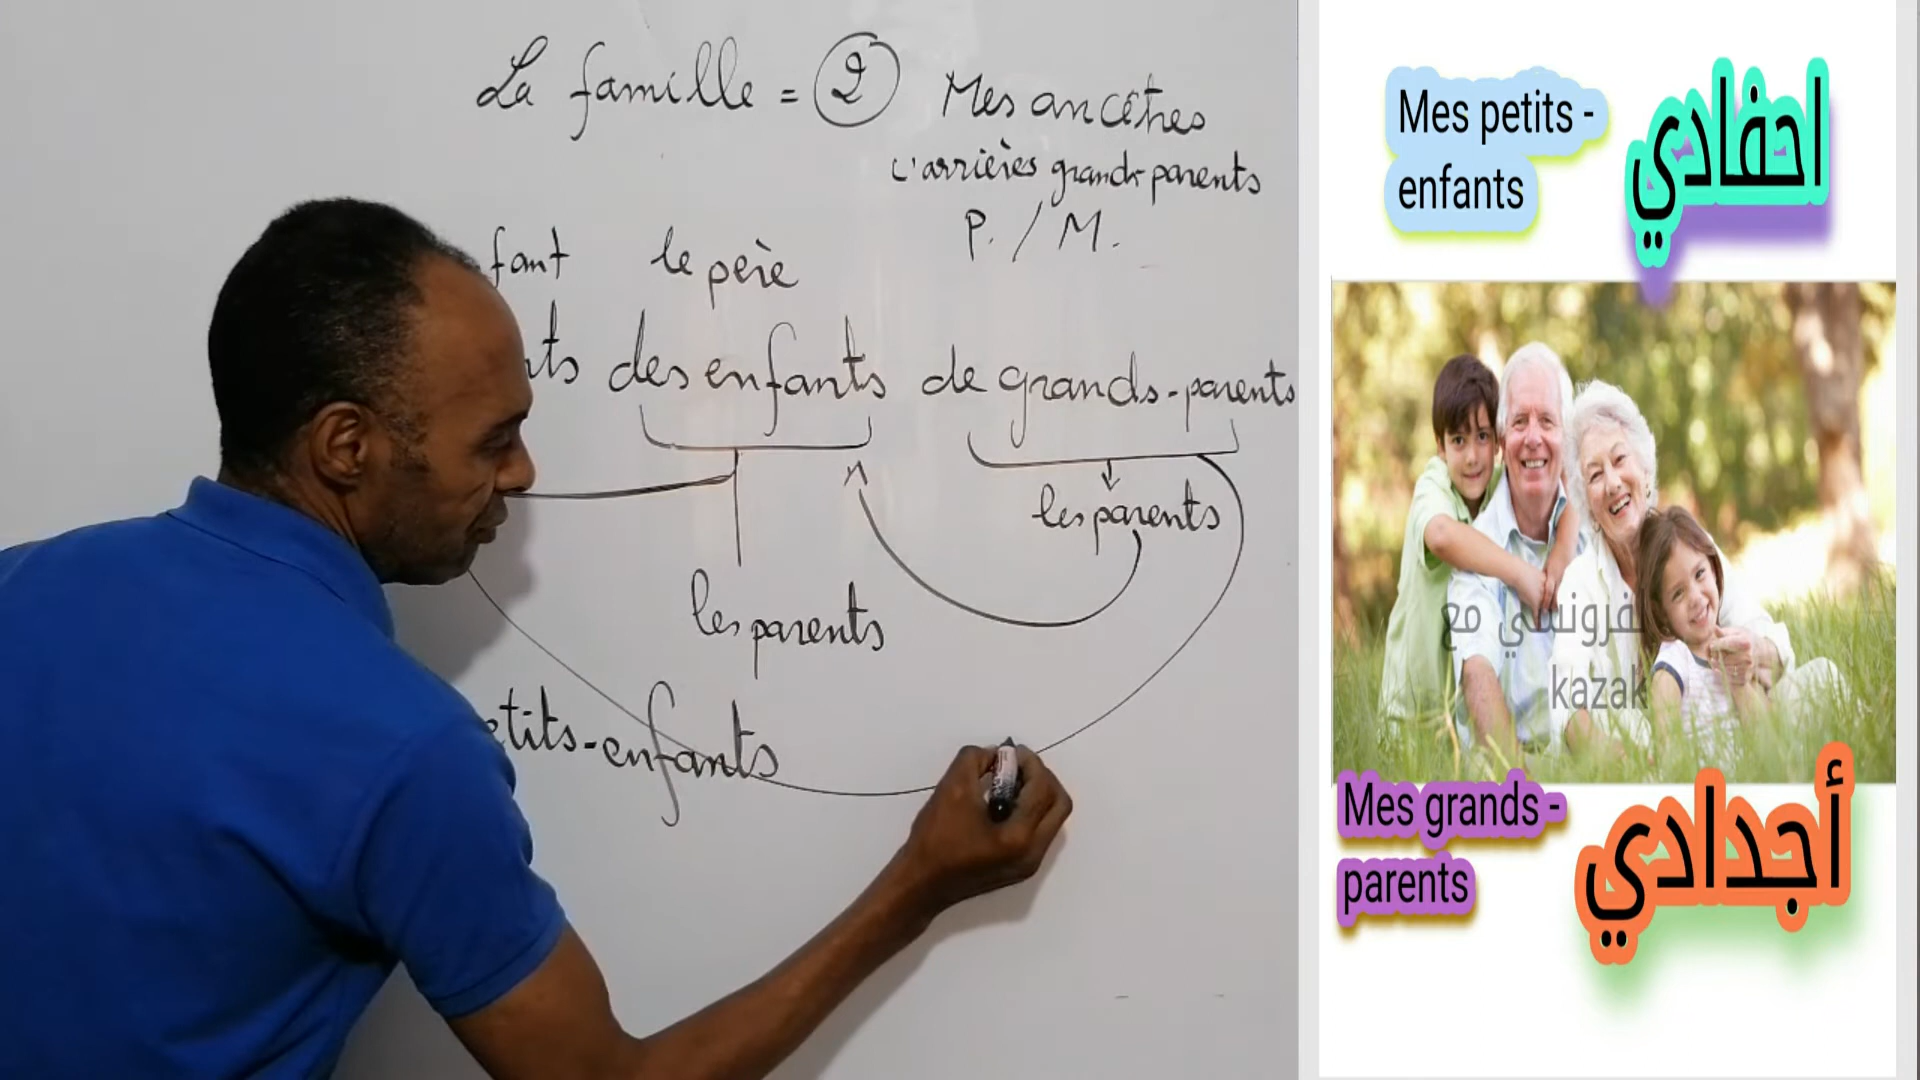 La famille = 2 Mes ancêtres
L'arrières grands-parents
P. / M.
fant le père
ts des enfants de grands-parents
les parents
les parents
etits-enfants
Mes petits -
enfants
احفادي
لفرونسي مع
kazak
Mes grands -
parents
أجدادي